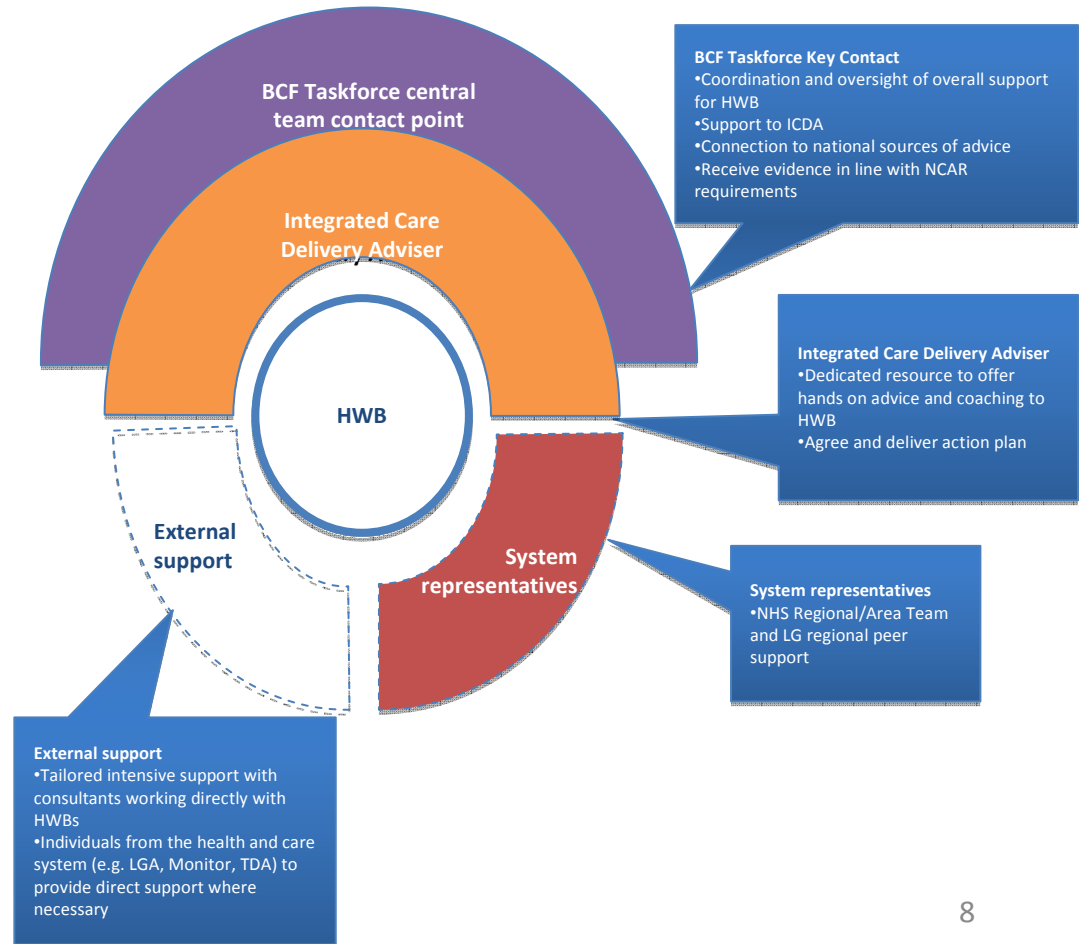 BCF Taskforce central
team contact point
Integrated Care
Delivery Adviser
HWB
External
support
System
representatives
BCF Taskforce Key Contact
•Coordination and oversight of overall support
for HWB
•Support to ICDA
•Connection to national sources of advice
•Receive evidence in line with NCAR
requirements
Integrated Care Delivery Adviser
•Dedicated resource to offer
hands on advice and coaching to
HWB
•Agree and deliver action plan
System representatives
•NHS Regional/Area Team
and LG regional peer
support
External support
•Tailored intensive support with
consultants working directly with
HWBs
•Individuals from the health and care
system (e.g. LGA, Monitor, TDA) to
provide direct support where
necessary
8